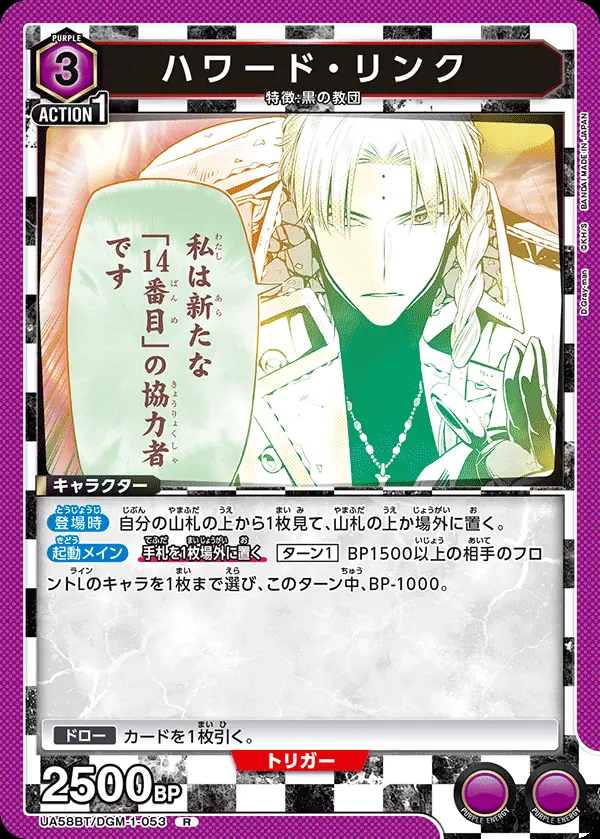 PURPLE
3
ACTION1
ハワード・リンク
特徴:黒の教団
私は新たな
「14番目」の協力者
です
キャラクター
登場時 自分の山札の上から1枚見て、山札の上か場外に置く。
起動メイン 手札を1枚場外に置く ターン1 BP1500以上の相手のフロ
ントLのキャラを1枚まで選び、このターン中、BP-1000。
ドロー カードを1枚引く。
トリガー
2500BP
PURPLE ENERGY
PURPLE ENERGY
UA58BT/DGM-1-053 R
D.Gray-man ©KH/S BANDAI MADE IN JAPAN